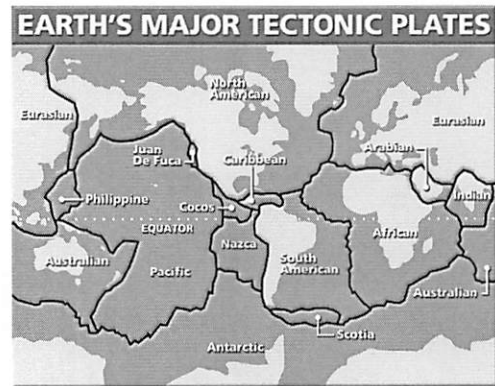 EARTH'S MAJOR TECTONIC PLATES
North
American
Eurasian
Eurasian
Juan
De Fuca
Caribbean
Arabian
Philippine
Cocos
Indian
EQUATOR
African
Nazca
Australian
South
American
Pacific
Australian
Scotia
Antarctic